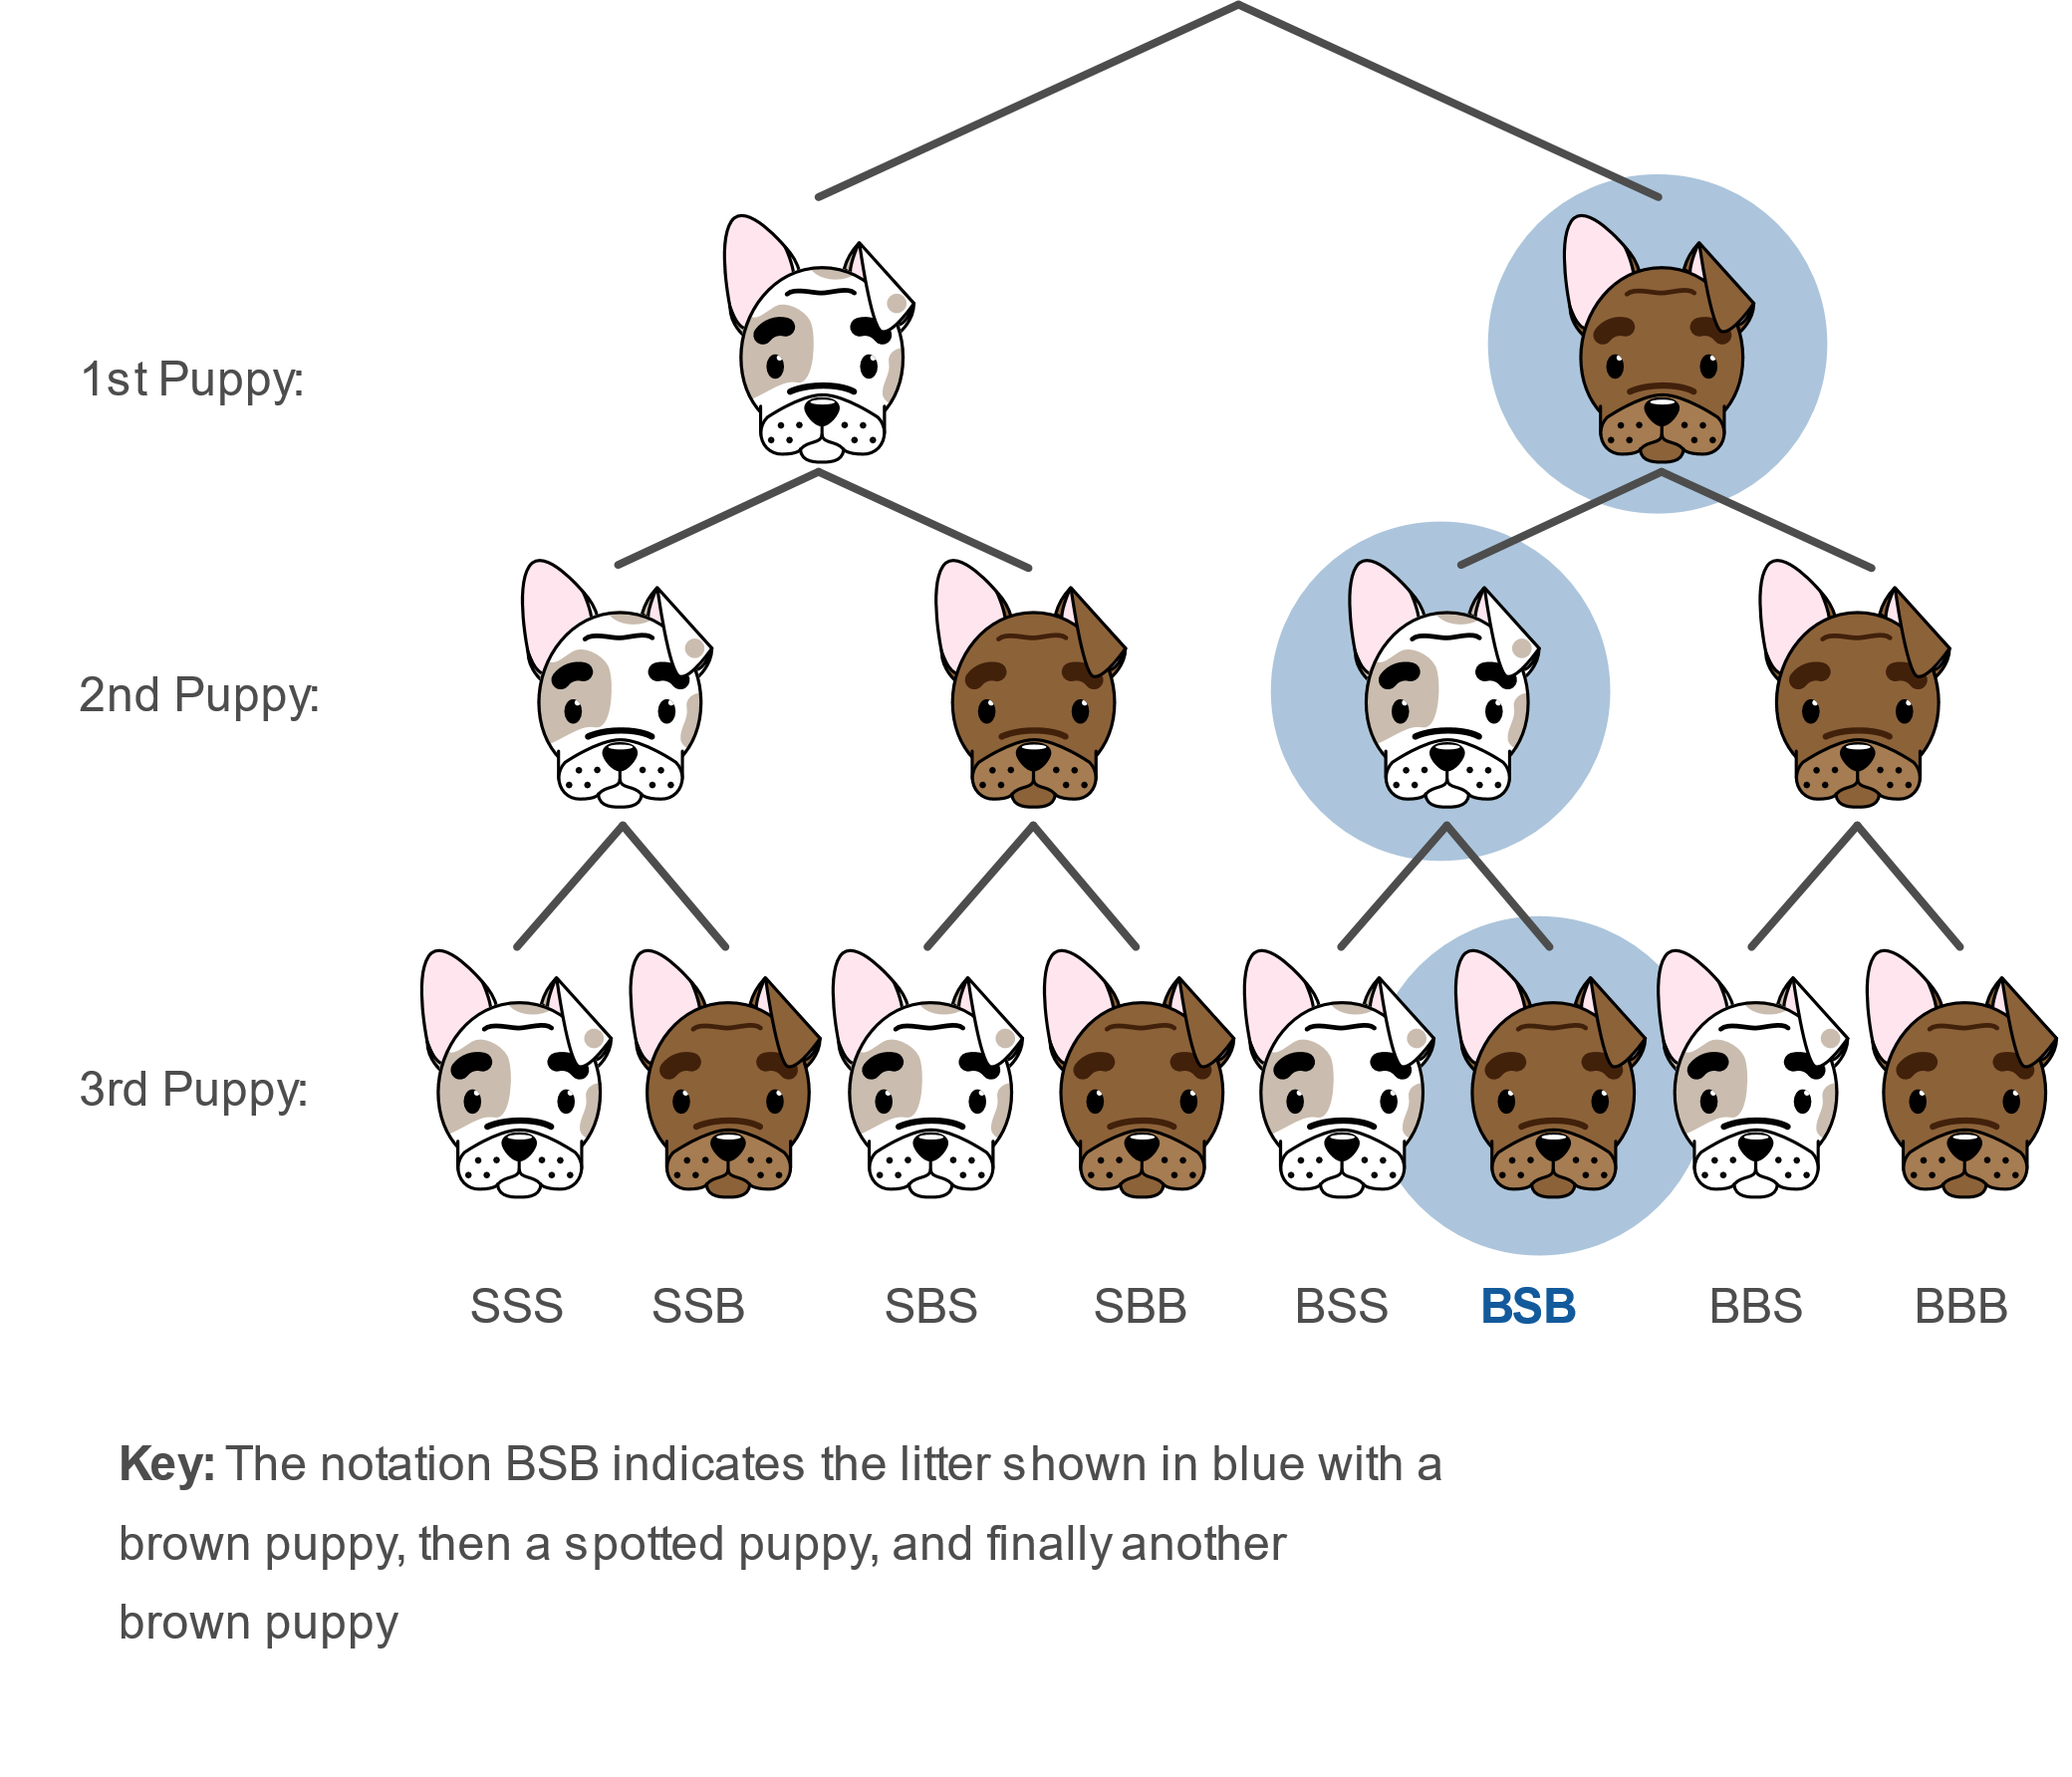 1st Puppy:
2nd Puppy:
3rd Puppy:
SSS SSB SBS SBB BSS BSB BBS BBB
Key: The notation BSB indicates the litter shown in blue with a
brown puppy, then a spotted puppy, and finally another
brown puppy